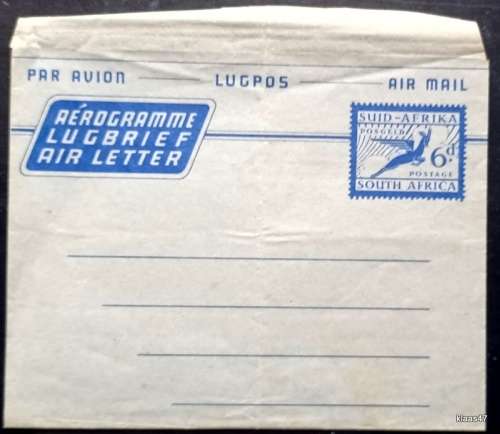 PAR AVION LUGPOS AIR MAIL
AÉROGRAMME
LUGBRIEF
AIR LETTER
SUID-AFRIKA
POSGELD
6d.
POSTAGE
SOUTH AFRICA
klaas47